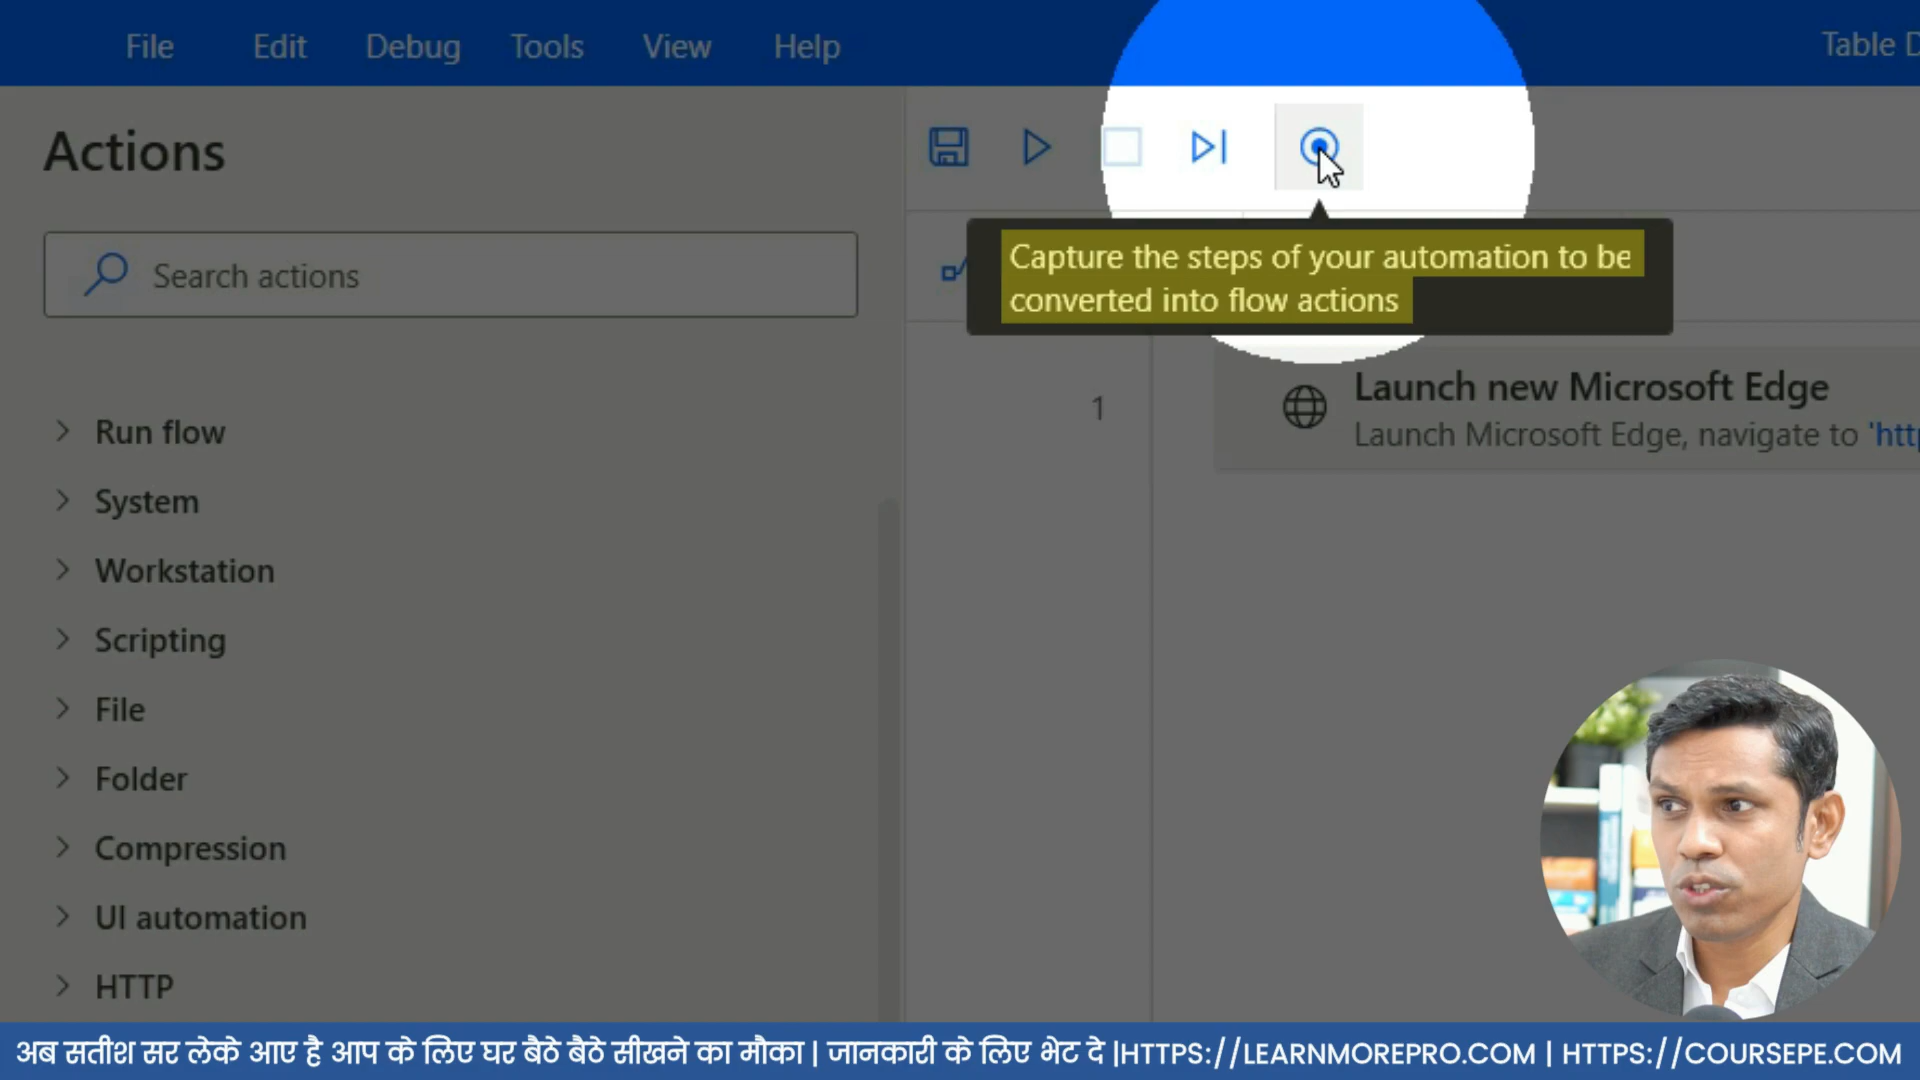 File Edit Debug Tools View Help
Table D
Actions
Search actions
Capture the steps of your automation to be
converted into flow actions
Run flow
System
Workstation
Scripting
File
Folder
Compression
UI automation
HTTP
1
Launch new Microsoft Edge
Launch Microsoft Edge, navigate to 'http
अब सतीश सर लेके आए है आप के लिए घर बैठे बैठे सीखने का मौका | जानकारी के लिए भेट दे |HTTPS://LEARNMOREPRO.COM | HTTPS://COURSEPE.COM